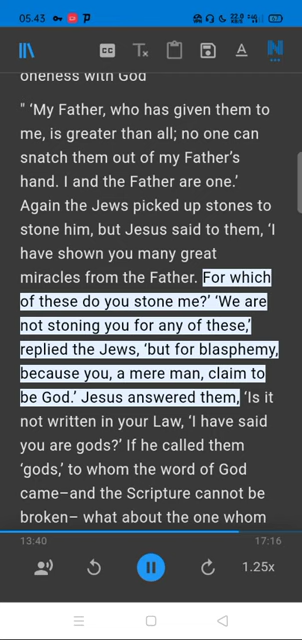 05.43
CC
oneness with God
" ‘My Father, who has given them to
me, is greater than all; no one can
snatch them out of my Father’s
hand. I and the Father are one.’
Again the Jews picked up stones to
stone him, but Jesus said to them, ‘I
have shown you many great
miracles from the Father. For which
of these do you stone me?’ ‘We are
not stoning you for any of these,’
replied the Jews, ‘but for blasphemy,
because you, a mere man, claim to
be God.’ Jesus answered them, ‘Is it
not written in your Law, ‘I have said
you are gods?’ If he called them
‘gods,’ to whom the word of God
came–and the Scripture cannot be
broken– what about the one whom
13:40 17:16
1.25x